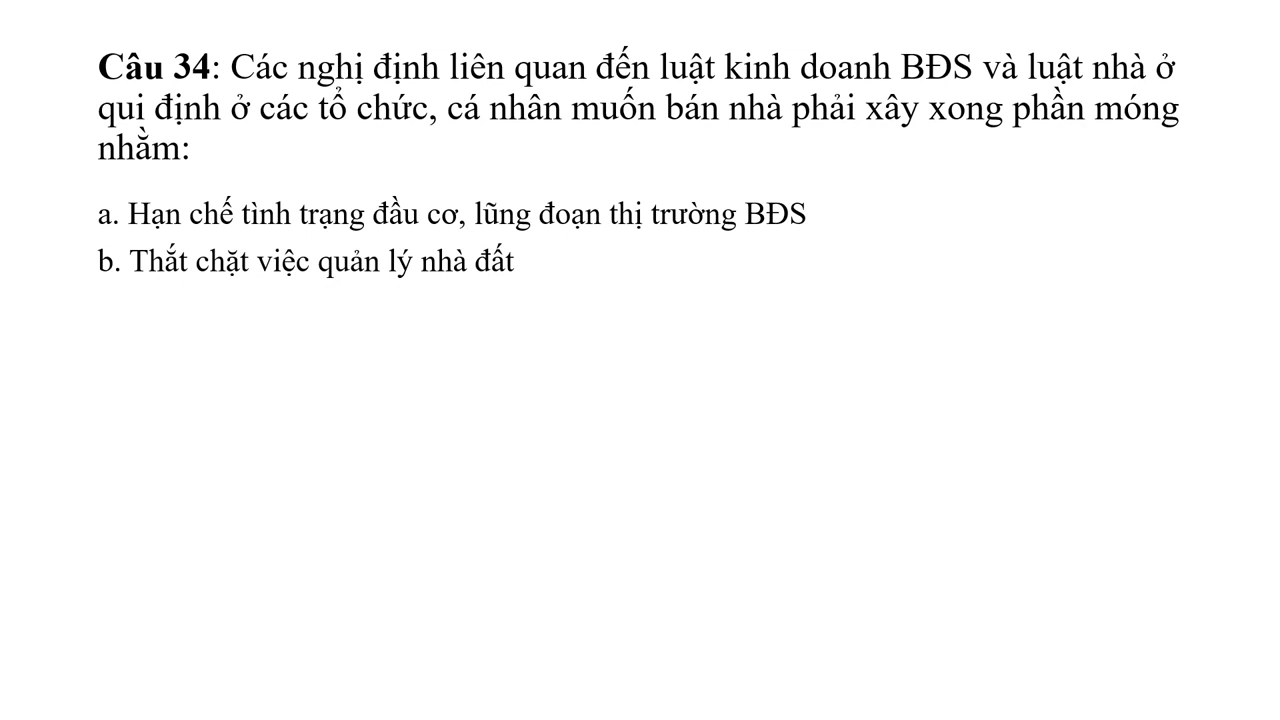 Câu 34: Các nghị định liên quan đến luật kinh doanh BĐS và luật nhà ở
qui định ở các tổ chức, cá nhân muốn bán nhà phải xây xong phần móng
nhằm:
a. Hạn chế tình trạng đầu cơ, lũng đoạn thị trường BĐS
b. Thắt chặt việc quản lý nhà đất